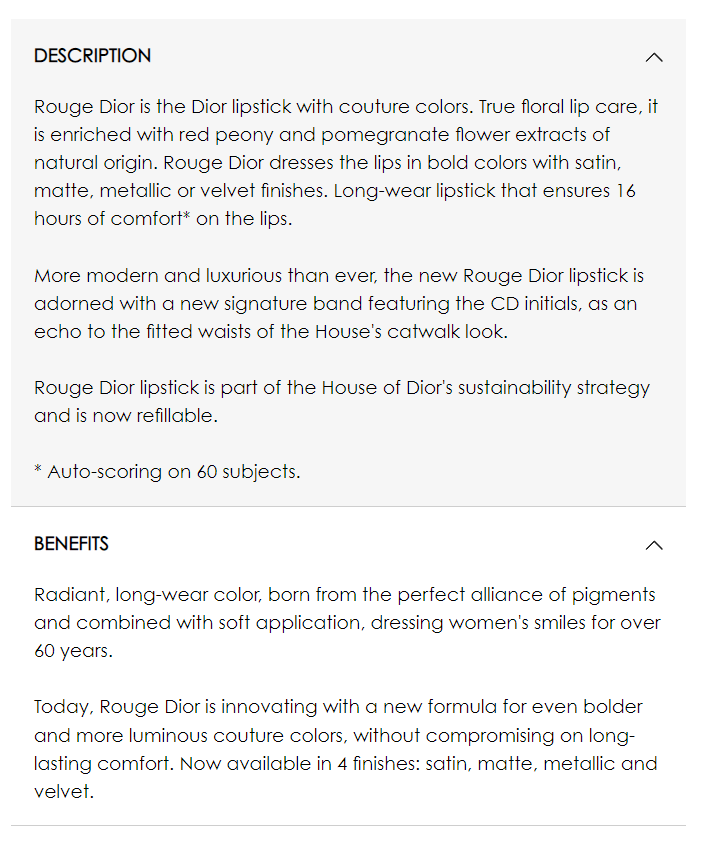 DESCRIPTION
Rouge Dior is the Dior lipstick with couture colors. True floral lip care, it
is enriched with red peony and pomegranate flower extracts of
natural origin. Rouge Dior dresses the lips in bold colors with satin,
matte, metallic or velvet finishes. Long-wear lipstick that ensures 16
hours of comfort* on the lips.
More modern and luxurious than ever, the new Rouge Dior lipstick is
adorned with a new signature band featuring the CD initials, as an
echo to the fitted waists of the House's catwalk look.
Rouge Dior lipstick is part of the House of Dior's sustainability strategy
and is now refillable.
* Auto-scoring on 60 subjects.
BENEFITS
Radiant, long-wear color, born from the perfect alliance of pigments
and combined with soft application, dressing women's smiles for over
60 years.
Today, Rouge Dior is innovating with a new formula for even bolder
and more luminous couture colors, without compromising on long-
lasting comfort. Now available in 4 finishes: satin, matte, metallic and
velvet.